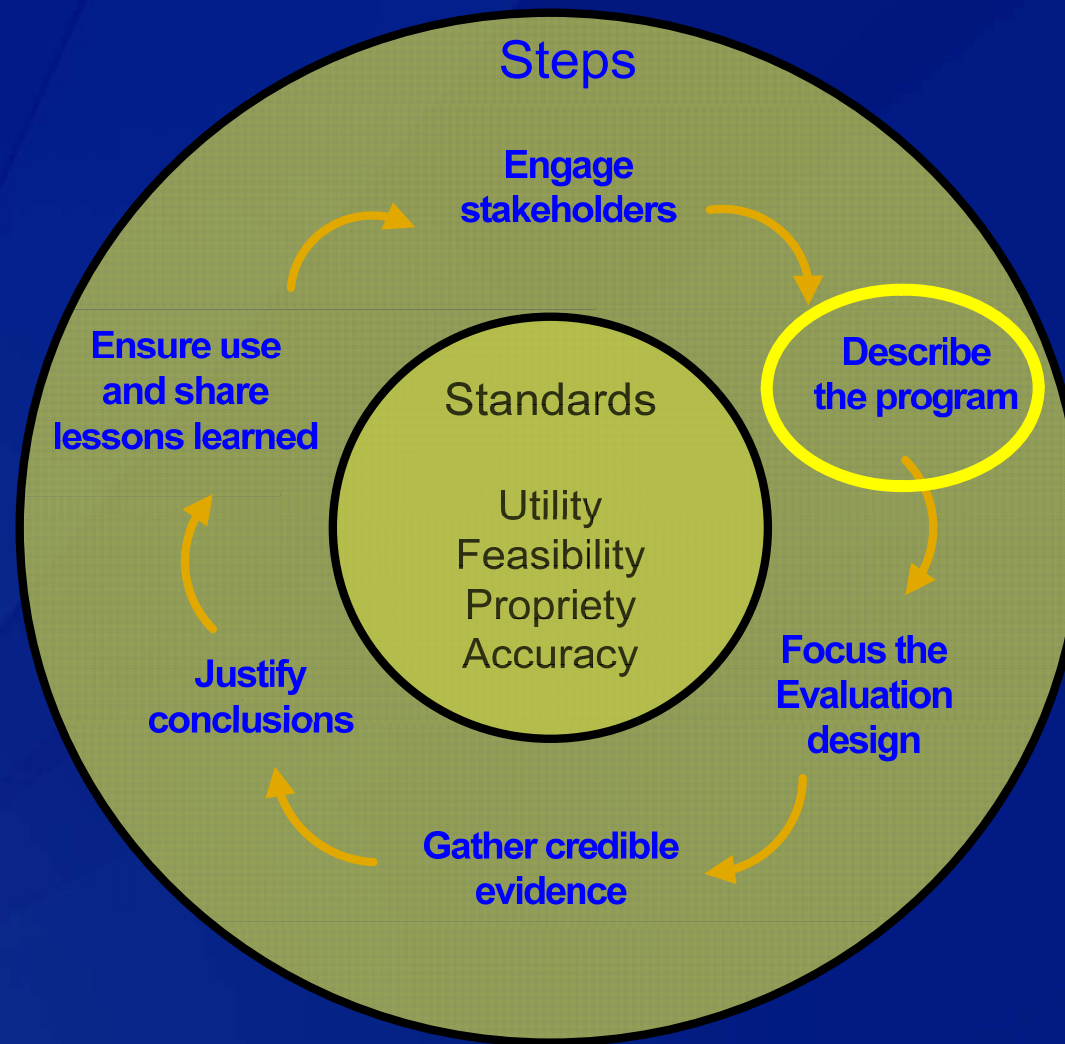 Steps
Engage
stakeholders
Describe
the program
Focus the
Evaluation
design
Gather credible
evidence
Justify
conclusions
Ensure use
and share
lessons learned
Standards
Utility
Feasibility
Propriety
Accuracy